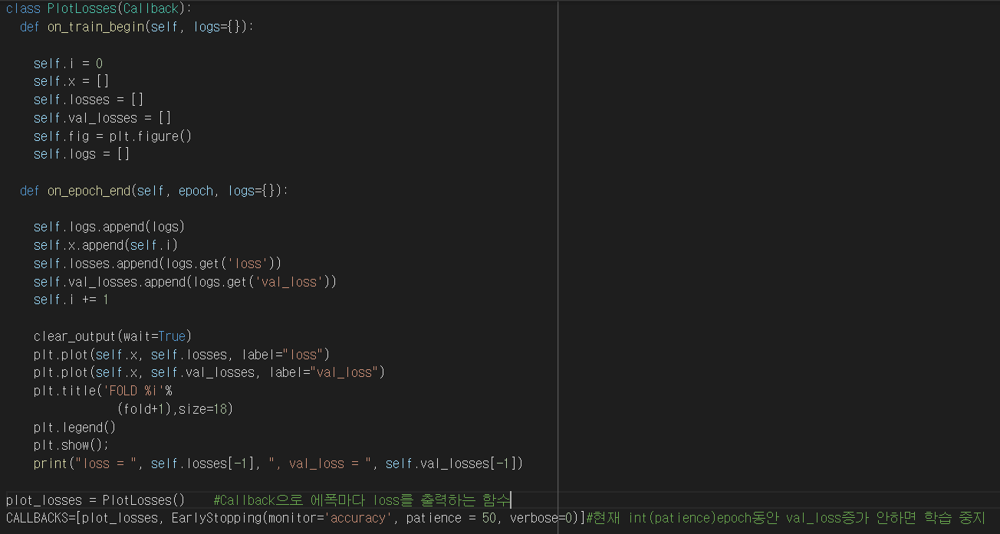 class PlotLosses(Callback):
def on_train_begin(self, logs={}):
self.i = 0
self.x = []
self.losses = []
self.val_losses = []
self.fig = plt.figure()
self.logs = []
def on_epoch_end(self, epoch, logs={}):
self.logs.append(logs)
self.x.append(self.i)
self.losses.append(logs.get('loss'))
self.val_losses.append(logs.get('val_loss'))
self.i += 1
clear_output(wait=True)
plt.plot(self.x, self.losses, label="loss")
plt.plot(self.x, self.val_losses, label="val_loss")
plt.title('FOLD %i'%
(fold+1),size=18)
plt.legend()
plt.show();
print("loss = ", self.losses[-1], ", val_loss = ", self.val_losses[-1])
plot_losses = PlotLosses() #Callback으로 에폭마다 loss를 출력하는 함수
CALLBACKS=[plot_losses, EarlyStopping(monitor='accuracy', patience = 50, verbose=0)]#현재 int(patience)epoch동안 val_loss증가 안하면 학습 중지